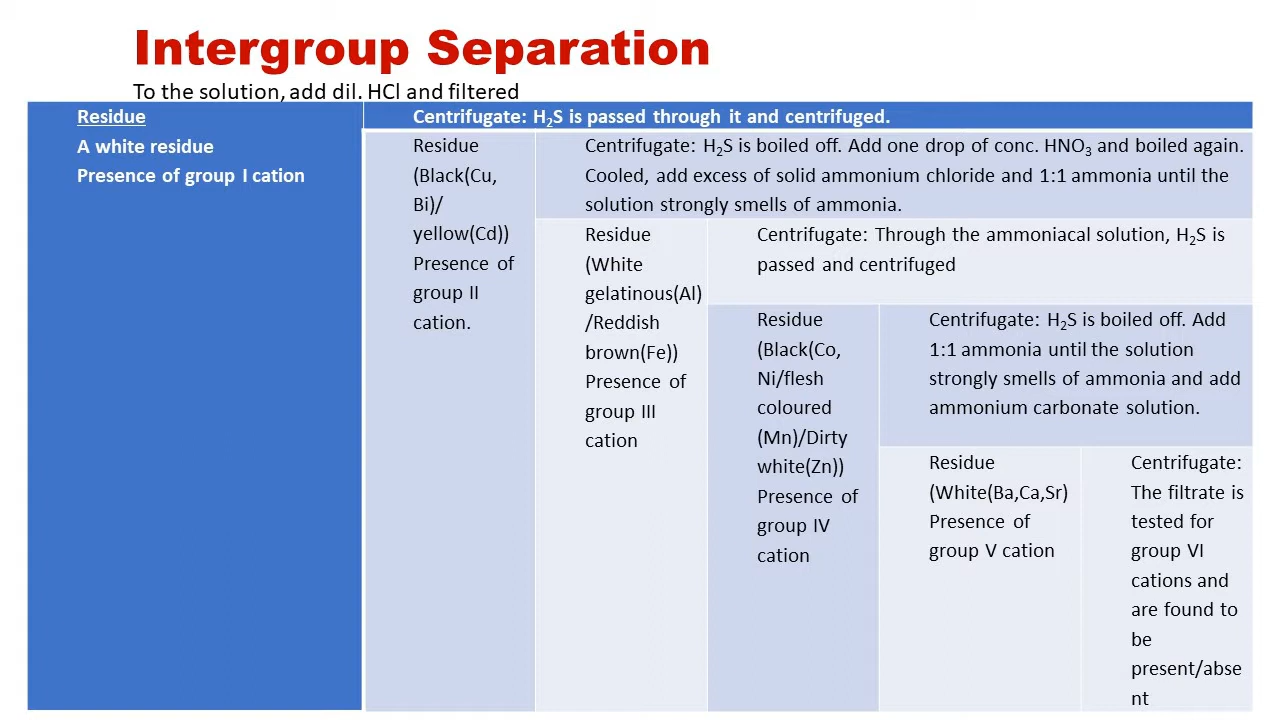 Intergroup Separation
To the solution, add dil. HCl and filtered
Residue
A white residue
Presence of group I cation
Centrifugate: H₂S is passed through it and centrifuged.
Residue
(Black(Cu,
Bi)/
yellow(Cd))
Presence of
group II
cation.
Centrifugate: H₂S is boiled off. Add one drop of conc. HNO₃ and boiled again.
Cooled, add excess of solid ammonium chloride and 1:1 ammonia until the
solution strongly smells of ammonia.
Residue
(White
gelatinous(Al)
/Reddish
brown(Fe))
Presence of
group III
cation
Centrifugate: Through the ammoniacal solution, H₂S is
passed and centrifuged
Residue
(Black(Co,
Ni/flesh
coloured
(Mn)/Dirty
white(Zn))
Presence of
group IV
cation
Centrifugate: H₂S is boiled off. Add
1:1 ammonia until the solution
strongly smells of ammonia and add
ammonium carbonate solution.
Residue
(White(Ba,Ca,Sr)
Presence of
group V cation
Centrifugate:
The filtrate is
tested for
group VI
cations and
are found to
be
present/abse
nt